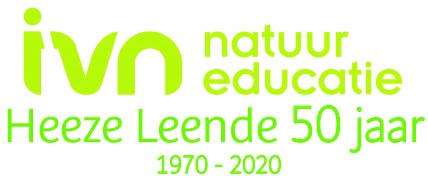 ivn natuur
educatie
Heeze Leende 50 jaar
1970 - 2020